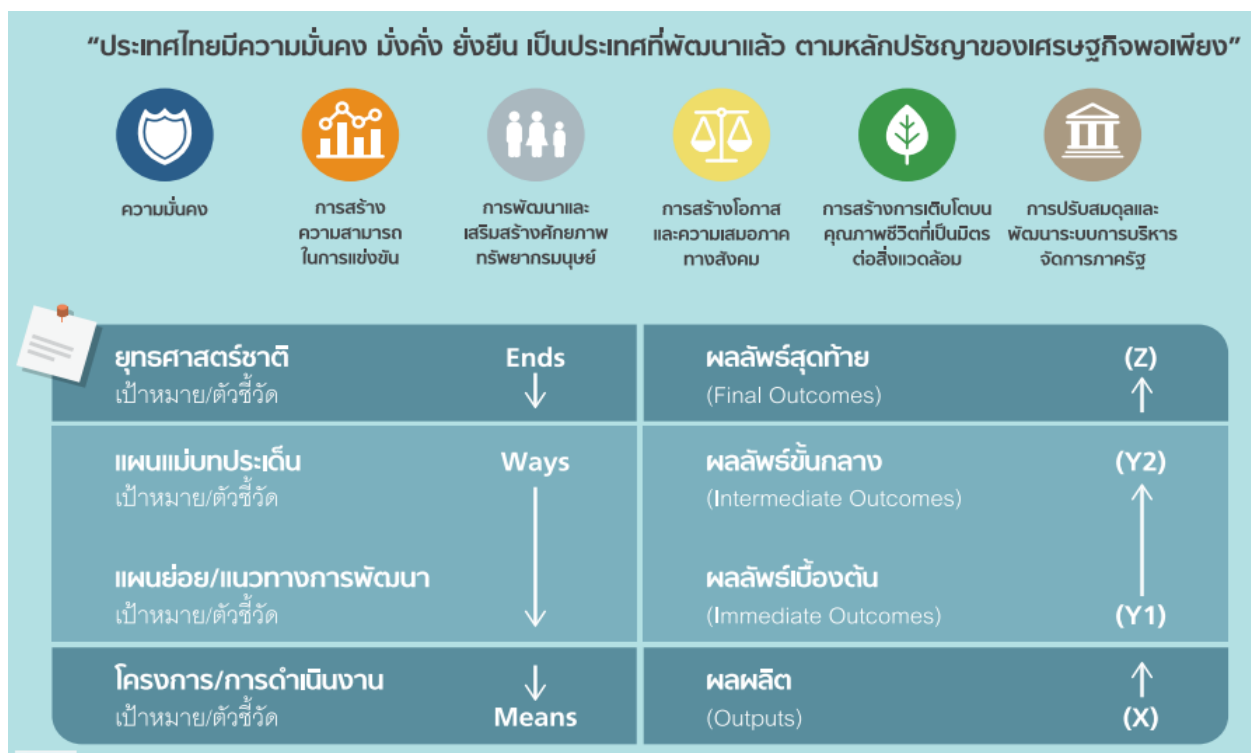 “ประเทศไทยมีความมั่นคง มั่งคั่ง ยั่งยืน เป็นประเทศที่พัฒนาแล้ว ตามหลักปรัชญาของเศรษฐกิจพอเพียง”
ความมั่นคง
การสร้าง
ความสามารถ
ในการแข่งขัน
การพัฒนาและ
เสริมสร้างศักยภาพ
ทรัพยากรมนุษย์
การสร้างโอกาส
และความเสมอภาค
ทางสังคม
การสร้างการเติบโตบน
คุณภาพชีวิตที่เป็นมิตร
ต่อสิ่งแวดล้อม
การปรับสมดุลและ
พัฒนาระบบการบริหาร
จัดการภาครัฐ
ยุทธศาสตร์ชาติ Ends
เป้าหมาย/ตัวชี้วัด
ผลลัพธ์สุดท้าย (Z)
(Final Outcomes)
แผนแม่บทประเด็น Ways
เป้าหมาย/ตัวชี้วัด
ผลลัพธ์ขั้นกลาง (Y2)
(Intermediate Outcomes)
แผนย่อย/แนวทางการพัฒนา
เป้าหมาย/ตัวชี้วัด
ผลลัพธ์เบื้องต้น
(Immediate Outcomes) (Y1)
โครงการ/การดำเนินงาน
เป้าหมาย/ตัวชี้วัด Means
ผลผลิต
(Outputs) (X)